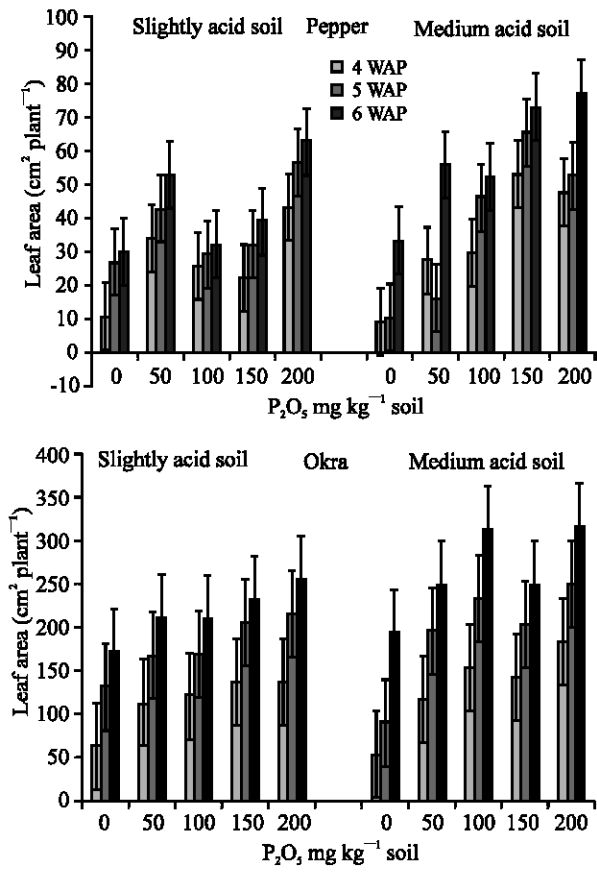 Slightly acid soil Pepper Medium acid soil
4 WAP
5 WAP
6 WAP
Leaf area (cm² plant⁻¹)
100
90
80
70
60
50
40
30
20
10
0
-10
0 50 100 150 200 0 50 100 150 200
P₂O₅ mg kg⁻¹ soil
Slightly acid soil Okra Medium acid soil
Leaf area (cm² plant⁻¹)
400
350
300
250
200
150
100
50
0
0 50 100 150 200 0 50 100 150 200
P₂O₅ mg kg⁻¹ soil